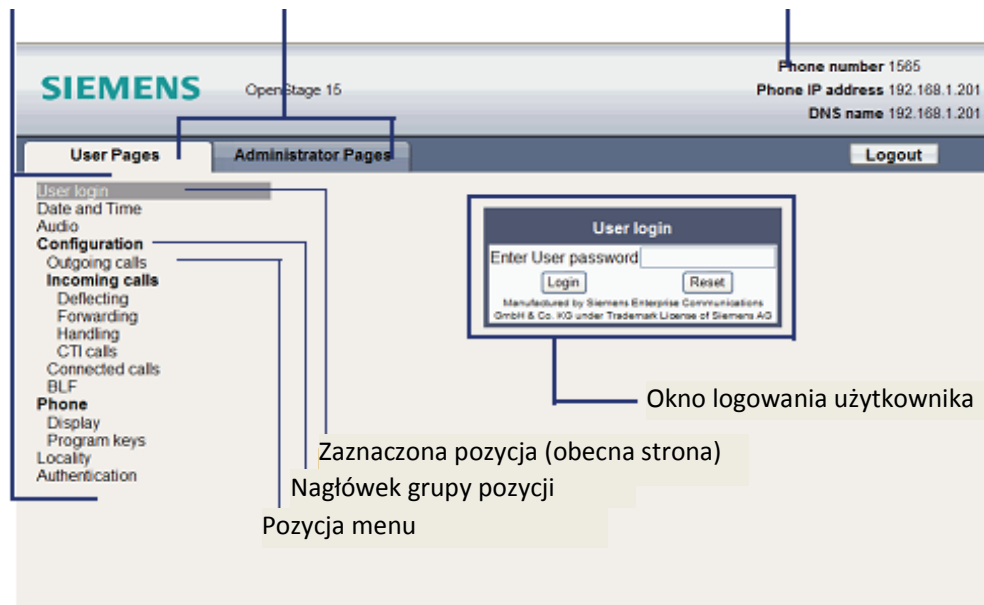 Phone number 1565
SIEMENS OpenStage 15 Phone IP address 192.168.1.201
DNS name 192.168.1.201
User Pages Administrator Pages Logout
User login
Date and Time
Audio
Configuration
Outgoing calls
Incoming calls
Deflecting
Forwarding
Handling
CTI calls
Connected calls
BLF
Phone
Display
Program keys
Locality
Authentication
User login
Enter User password
Login Reset
Manufactured by Siemens Enterprise Communications
GmbH & Co. KG under Trademark License of Siemens AG
Okno logowania użytkownika
Zaznaczona pozycja (obecna strona)
Nagłówek grupy pozycji
Pozycja menu